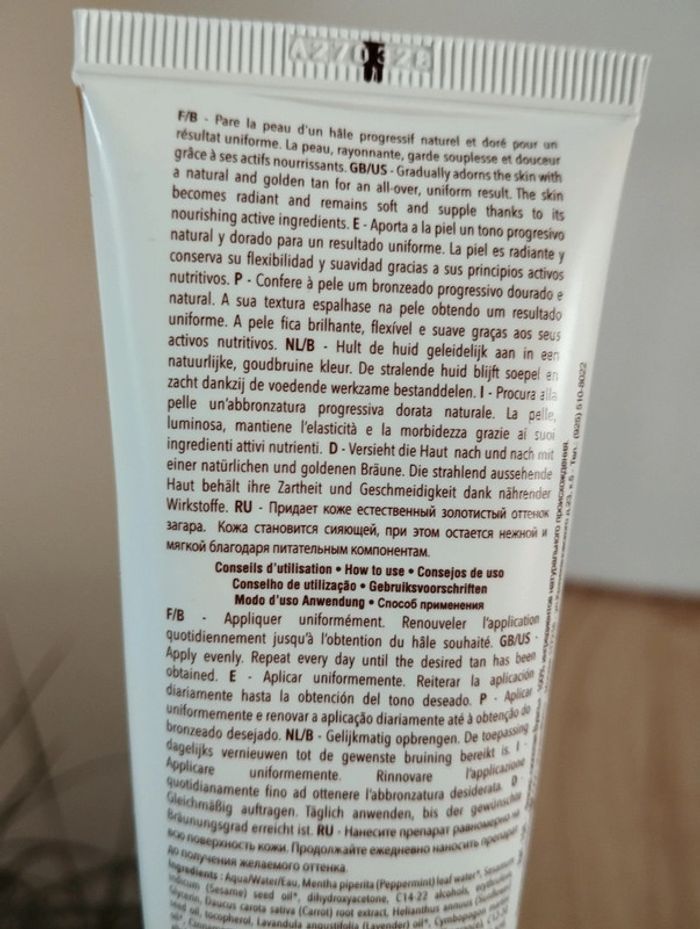 A270328
F/B - Pare la peau d'un hâle progressif naturel et doré pour un
résultat uniforme. La peau, rayonnante, garde souplesse et douceur
grâce à ses actifs nourrissants. GB/US - Gradually adorns the skin with
a natural and golden tan for an all-over, uniform result. The skin
becomes radiant and remains soft and supple thanks to its
nourishing active ingredients. E - Aporta a la piel un tono progresivo
natural y dorado para un resultado uniforme. La piel es radiante y
conserva su flexibilidad y suavidad gracias a sus principios activos
nutritivos. P - Confere à pele um bronzeado progressivo dourado e
natural. A sua textura espalhase na pele obtendo um resultado
uniforme. A pele fica brilhante, flexível e suave graças aos seus
activos nutritivos. NL/B - Hult de huid geleidelijk aan in een
natuurlijke, goudbruine kleur. De stralende huid blijft soepel en
zacht dankzij de voedende werkzame bestanddelen. I - Procura alla
pelle un'abbronzatura progressiva dorata naturale. La pelle,
luminosa, mantiene l'elasticità e la morbidezza grazie ai suoi
ingredienti attivi nutrienti. D - Versieht die Haut nach und nach mit
einer natürlichen und goldenen Bräune. Die strahlend aussehende
Haut behält ihre Zartheit und Geschmeidigkeit dank nährender
Wirkstoffe. RU - Придает коже естественный золотистый оттенок
загара. Кожа становится сияющей, при этом остается нежной и
мягкой благодаря питательным компонентам.
Conseils d'utilisation • How to use • Consejos de uso
Conselho de utilização • Gebruiksvoorschriften
Modo d'uso Anwendung • Способ применения
F/B - Appliquer uniformément. Renouveler l'application
quotidiennement jusqu'à l'obtention du hâle souhaité. GB/US -
Apply evenly. Repeat every day until the desired tan has been
obtained. E - Aplicar uniformemente. Reiterar la aplicación
diariamente hasta la obtención del tono deseado. P - Aplicar
uniformemente e renovar a aplicação diariamente até à obtenção do
bronzeado desejado. NL/B - Gelijkmatig opbrengen. De toepassing
dagelijks vernieuwen tot de gewenste bruining bereikt is. I -
Applicare uniformemente. Rinnovare l'applicazione
quotidianamente fino ad ottenere l'abbronzatura desiderata. D -
Gleichmäßig auftragen. Täglich anwenden, bis der gewünschte
Bräunungsgrad erreicht ist. RU - Нанесите препарат равномерно на
всю поверхность кожи. Продолжайте ежедневно наносить препарат
до получения желаемого оттенка.
Ingredients : Aqua/Water/Eau, Mentha piperita (Peppermint) leaf water*, Sesamum
indicum (Sesame) seed oil*, dihydroxyacetone, C14-22 alcohols, erythrulose,
Glycerin, Daucus carota sativa (Carrot) root extract, Helianthus annuus (Sunflower)
seed oil, tocopherol, Lavandula angustifolia (Lavender) oil*, Cymbopogon
100% ингредиентов натурального происхождения.
д.23, к.5 - Тел.: (925) 510-8022